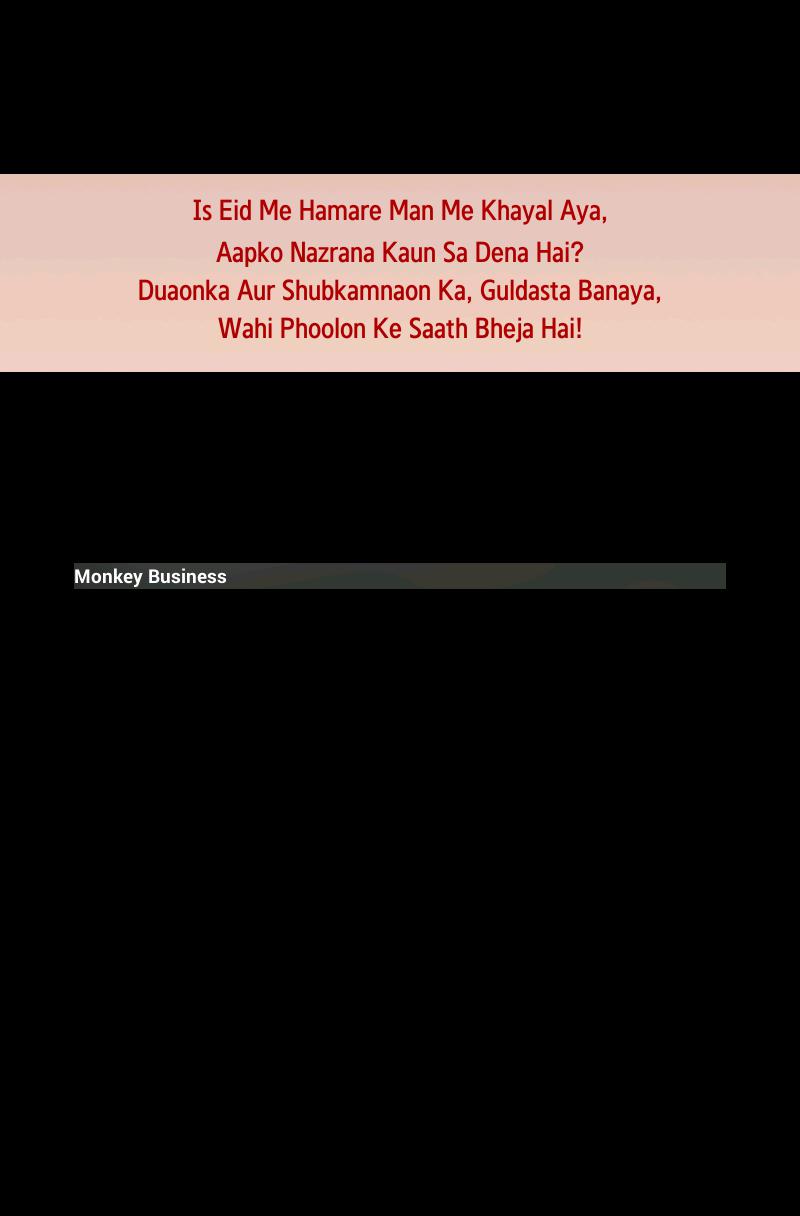 Is Eid Me Hamare Man Me Khayal Aya,
Aapko Nazrana Kaun Sa Dena Hai?
Duaonka Aur Shubkamnaon Ka, Guldasta Banaya,
Wahi Phoolon Ke Saath Bheja Hai!
Monkey Business